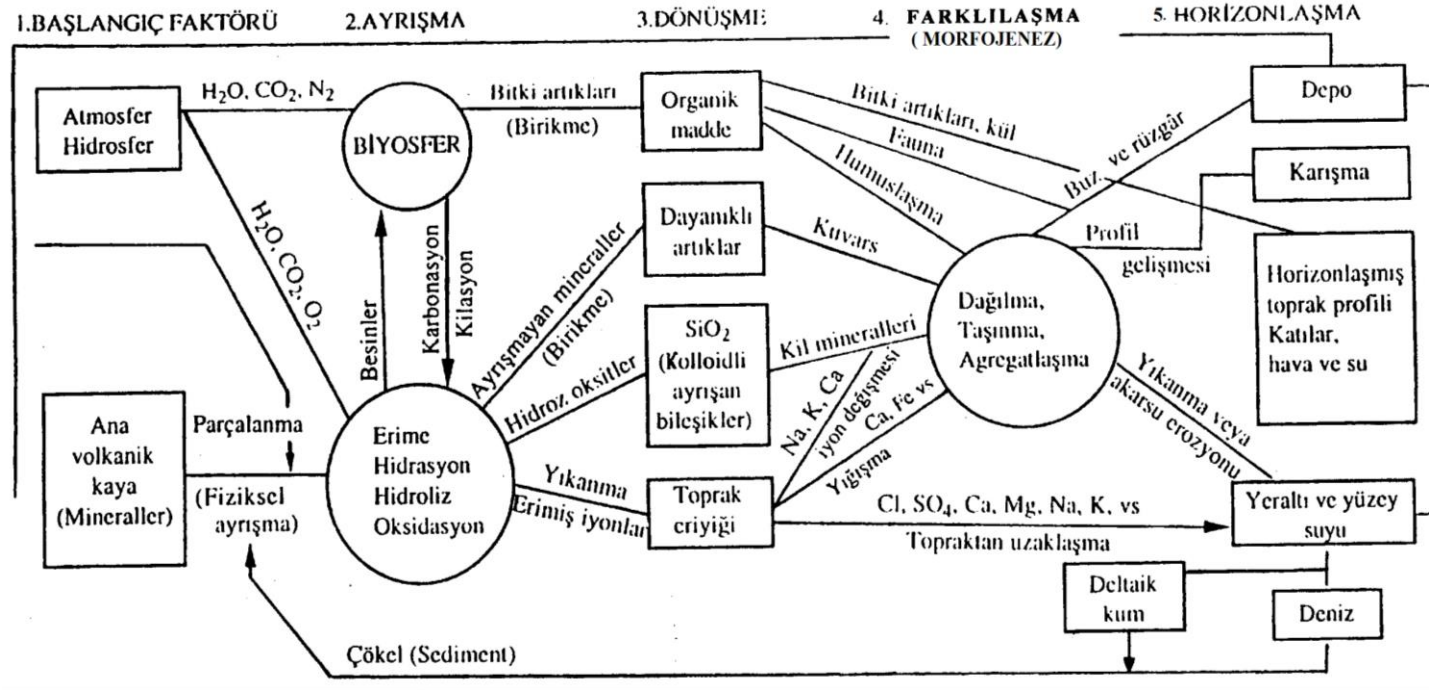 1.BAŞLANGIÇ FAKTÖRÜ
2.AYRIŞMA
3.DÖNÜŞME
4. FARKLILAŞMA
( MORFOJENEZ)
5. HORİZONLAŞMA
Atmosfer
Hidrosfer
H₂O, CO₂, N₂
BİYOSFER
Bitki artıkları
(Birikme)
Organik
madde
Bitki artıkları, kül
Fauna
Humuslaşma
Buz ve rüzgâr
Depo
Karışma
H₂O, CO₂, O₂
Besinler
Karbonasyon
Kilasyon
Ayrışmayan mineraller
(Birikme)
Dayanıklı
artıklar
Kuvars
Profil
gelişmesi
Horizonlaşmış
toprak profili
Katılar,
hava ve su
Dağılma,
Taşınma,
Agregatlaşma
Hidroz oksitler
SiO₂
(Kolloidli
ayrışan
bileşikler)
Kil mineralleri
Na, K, Ca
iyon değişmesi
Ca, Fe vs
Yığışma
Yıkanma veya
akarsu erozyonu
Ana
volkanik
kaya
(Mineraller)
Parçalanma
(Fiziksel
ayrışma)
Erime
Hidrasyon
Hidroliz
Oksidasyon
Yıkanma
Erimiş iyonlar
Toprak
eriyiği
Cl, SO₄, Ca, Mg, Na, K, vs
Topraktan uzaklaşma
Yeraltı ve yüzey
suyu
Deltaik
kum
Deniz
Çökel (Sediment)